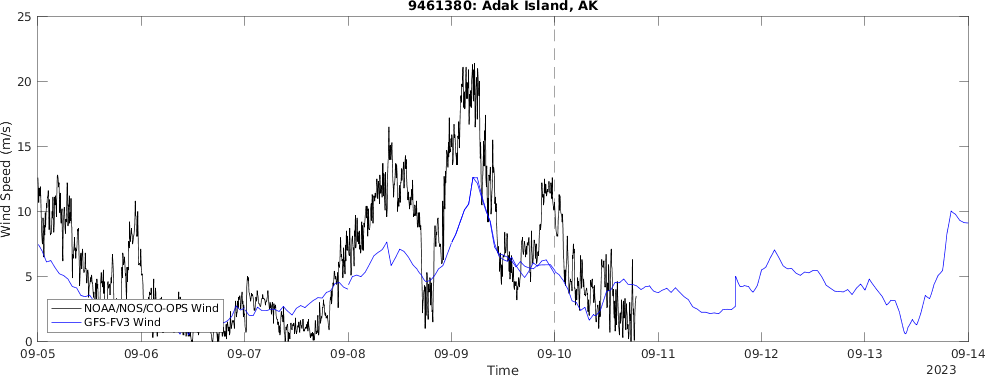 9461380: Adak Island, AK
25
20
15
10
5
0
Wind Speed (m/s)
NOAA/NOS/CO-OPS Wind
GFS-FV3 Wind
09-05 09-06 09-07 09-08 09-09 09-10 09-11 09-12 09-13 09-14
Time
2023